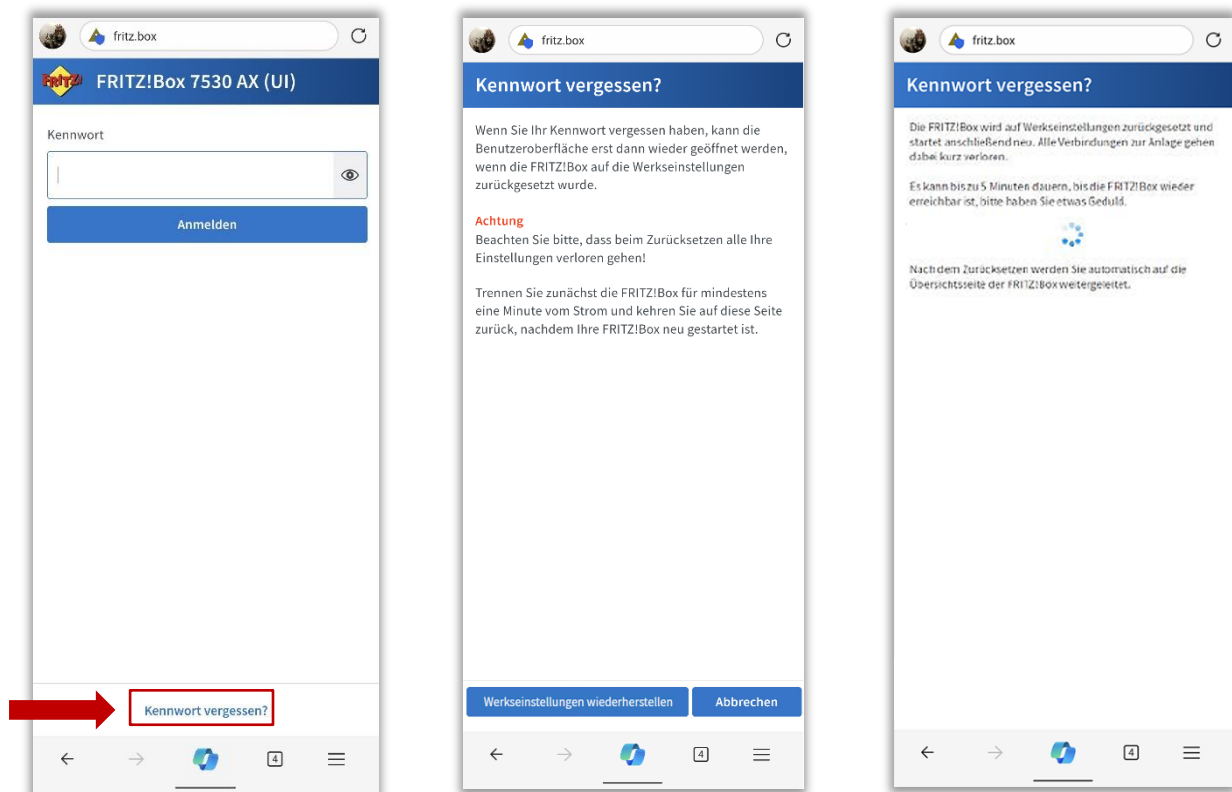 fritz.box
FRITZ! FRITZ!Box 7530 AX (UI)
Kennwort
Anmelden
Kennwort vergessen?
4
fritz.box
Kennwort vergessen?
Wenn Sie Ihr Kennwort vergessen haben, kann die
Benutzeroberfläche erst dann wieder geöffnet werden,
wenn die FRITZ!Box auf die Werkseinstellungen
zurückgesetzt wurde.
Achtung
Beachten Sie bitte, dass beim Zurücksetzen alle Ihre
Einstellungen verloren gehen!
Trennen Sie zunächst die FRITZ!Box für mindestens
eine Minute vom Strom und kehren Sie auf diese Seite
zurück, nachdem Ihre FRITZ!Box neu gestartet ist.
Werkseinstellungen wiederherstellen Abbrechen
4
fritz.box
Kennwort vergessen?
Die FRITZ!Box wird auf Werkseinstellungen zurückgesetzt und
startet anschließend neu. Alle Verbindungen zur Anlage gehen
dabei kurz verloren.
Es kann bis zu 5 Minuten dauern, bis die FRITZ!Box wieder
erreichbar ist, bitte haben Sie etwas Geduld.
Nach dem Zurücksetzen werden Sie automatisch auf die
Übersichtsseite der FRITZ!Box weitergeleitet.
4